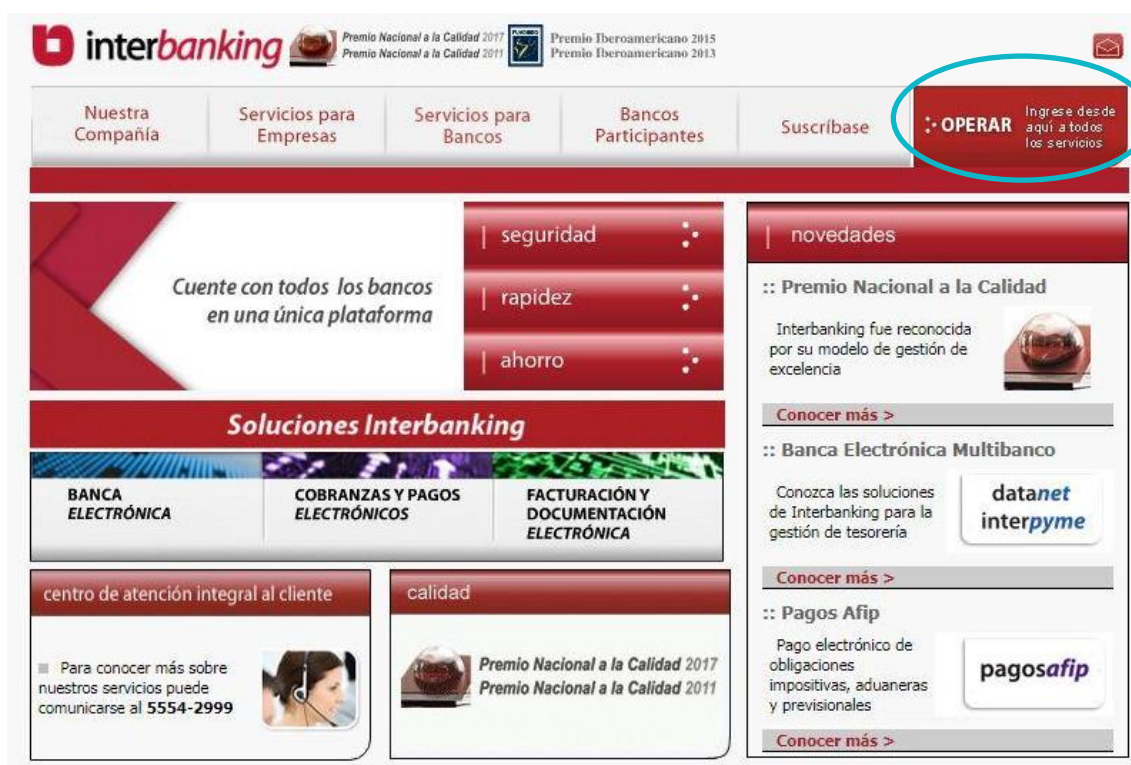 interbanking
Premio Nacional a la Calidad 2017
Premio Nacional a la Calidad 2011
Premio Iberoamericano 2015
Premio Iberoamericano 2013
Nuestra
Compañía
Servicios para
Empresas
Servicios para
Bancos
Bancos
Participantes
Suscríbase
OPERAR
Ingrese desde
aquí a todos
los servicios
Cuente con todos los bancos
en una única plataforma
| seguridad
| rapidez
| ahorro
Soluciones Interbanking
BANCA
ELECTRÓNICA
COBRANZAS Y PAGOS
ELECTRÓNICOS
FACTURACIÓN Y
DOCUMENTACIÓN
ELECTRÓNICA
centro de atención integral al cliente
Para conocer más sobre
nuestros servicios puede
comunicarse al 5554-2999
calidad
Premio Nacional a la Calidad 2017
Premio Nacional a la Calidad 2011
| novedades
:: Premio Nacional a la Calidad
Interbanking fue reconocida
por su modelo de gestión de
excelencia
Conocer más >
:: Banca Electrónica Multibanco
Conozca las soluciones
de Interbanking para la
gestión de tesorería
datanet
interpyme
Conocer más >
:: Pagos Afip
Pago electrónico de
obligaciones
impositivas, aduaneras
y previsionales
pagosafip
Conocer más >